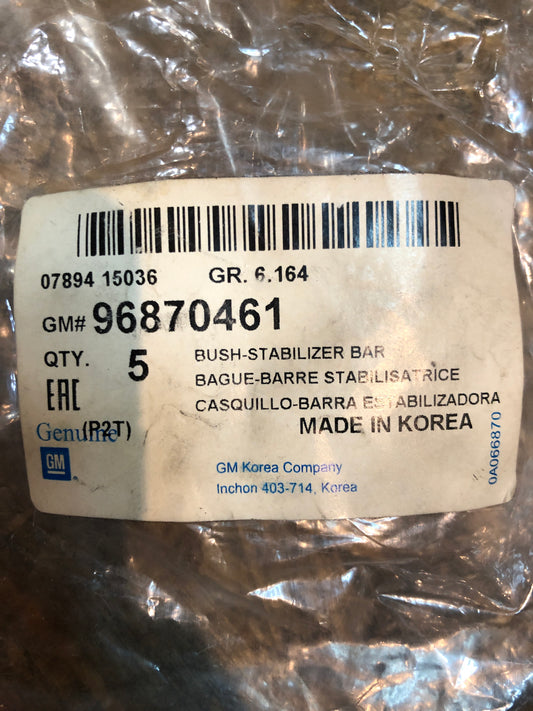 07894 15036 GR. 6.164
GM# 96870461
QTY. 5 BUSH-STABILIZER BAR
BAGUE-BARRE STABILISATRICE
EAC CASQUILLO-BARRA ESTABILIZADORA
Genuine (P2T) MADE IN KOREA
GM
GM Korea Company
Inchon 403-714, Korea
0A066870